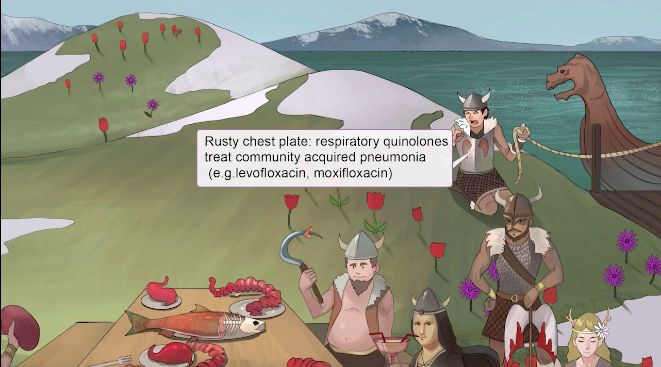 Rusty chest plate: respiratory quinolones
treat community acquired pneumonia
(e.g.levofloxacin, moxifloxacin)